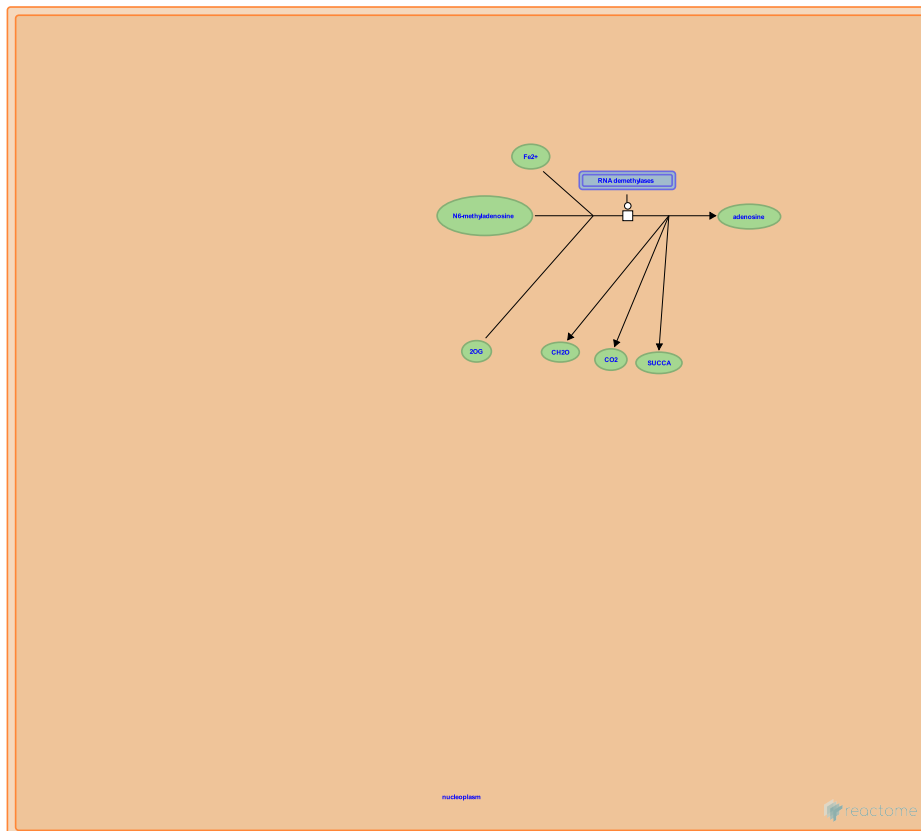 Fe2+
RNA demethylases
N6-methyladenosine
adenosine
2OG
CH2O
CO2
SUCCA
nucleoplasm
reactome